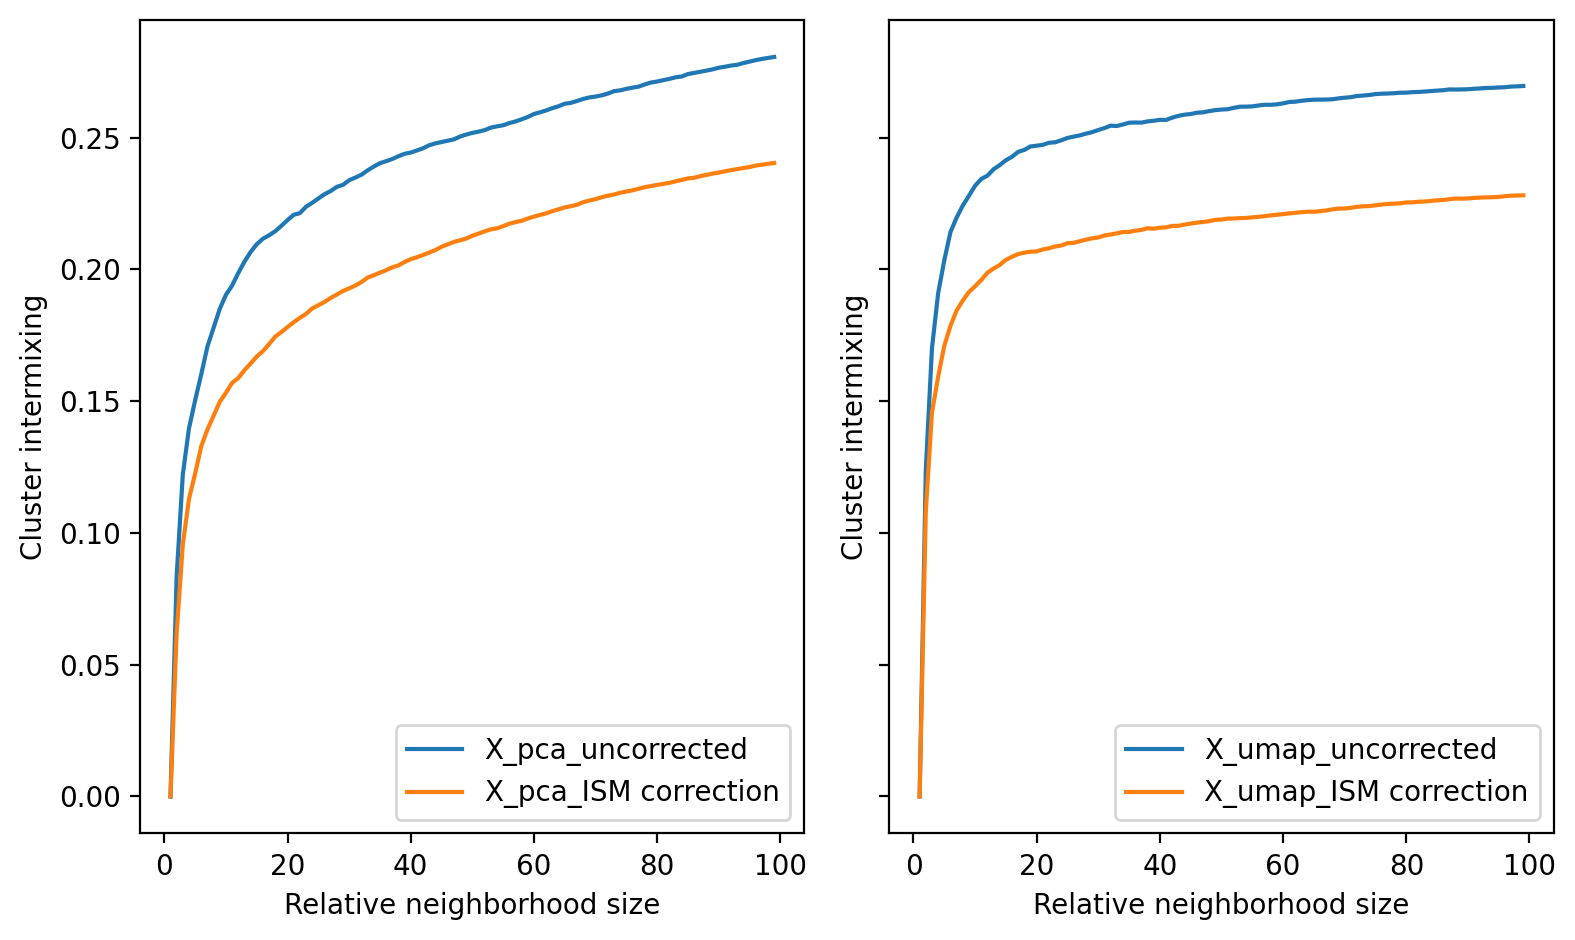 Cluster intermixing
0.25
0.20
0.15
0.10
0.05
0.00
X_pca_uncorrected
X_pca_ISM correction
0 20 40 60 80 100
Relative neighborhood size
Cluster intermixing
X_umap_uncorrected
X_umap_ISM correction
0 20 40 60 80 100
Relative neighborhood size